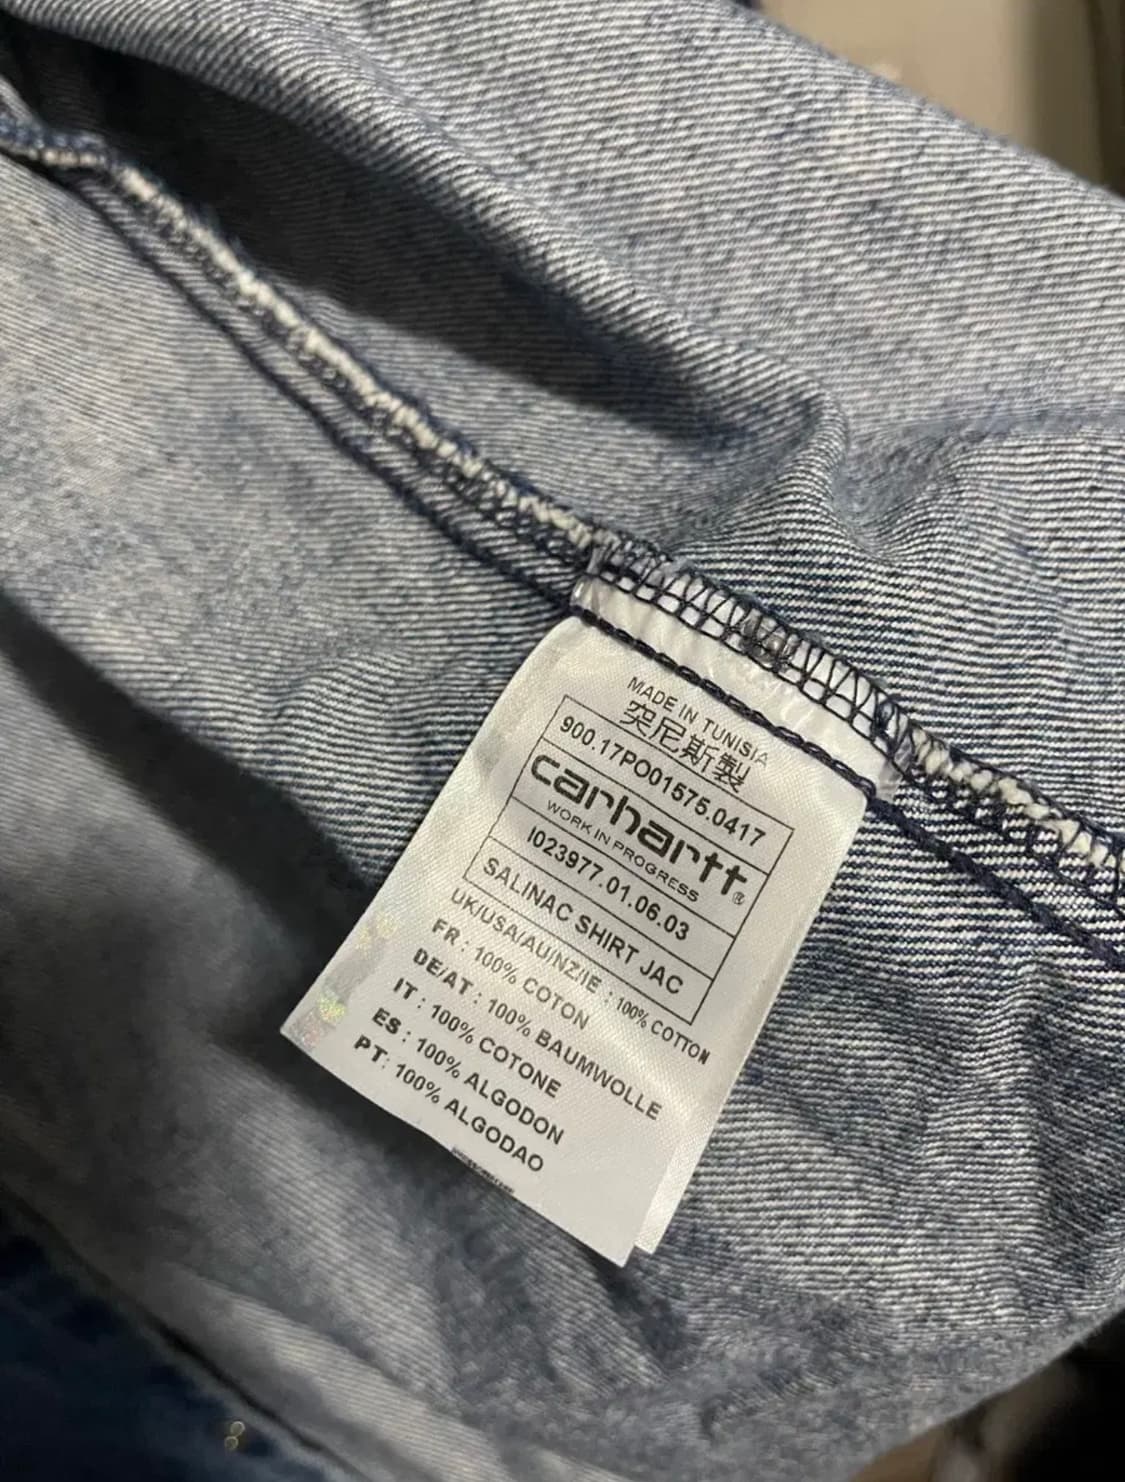 MADE IN TUNISIA
突尼斯製
900.17PO01575.0417
carhartt®
WORK IN PROGRESS
I023977.01.06.03
SALINAC SHIRT JAC
UK/USA/AU/NZ/IE : 100% COTTON
FR : 100% COTON
DE/AT : 100% BAUMWOLLE
IT : 100% COTONE
ES : 100% ALGODON
PT: 100% ALGODAO